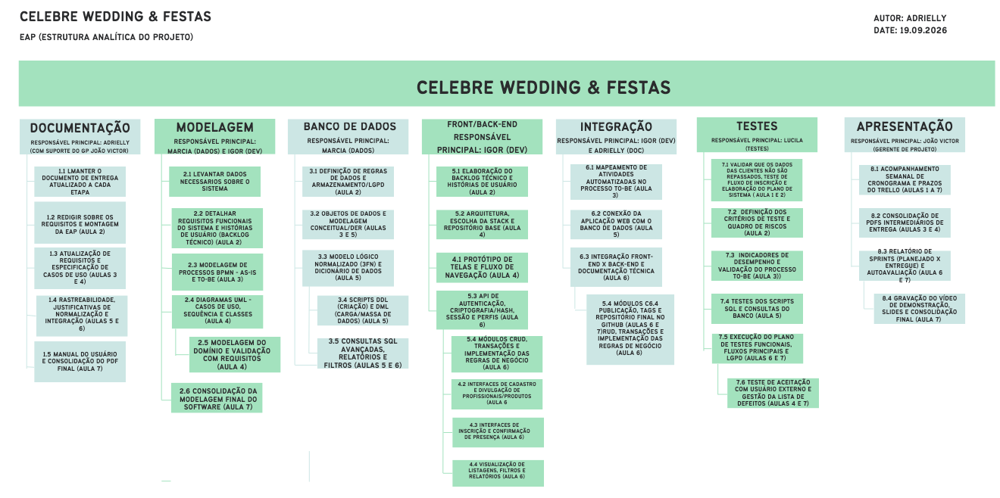 CELEBRE WEDDING & FESTAS
EAP (ESTRUTURA ANALÍTICA DO PROJETO)
AUTOR: ADRIELLY
DATE: 19.09.2026
CELEBRE WEDDING & FESTAS
DOCUMENTAÇÃO
RESPONSÁVEL PRINCIPAL: ADRIELLY
(COM SUPORTE DO GP JOÃO VICTOR)
1.1 LMANTER O
DOCUMENTO DE ENTREGA
ATUALIZADO A CADA
ETAPA
1.2 REDIGIR SOBRE OS
REQUISITOS E MONTAGEM
DA EAP (AULA 2)
1.3 ATUALIZAÇÃO DE
REQUISITOS E
ESPECIFICAÇÃO DE
CASOS DE USO (AULAS 3
E 4)
1.4 RASTREABILIDADE,
JUSTIFICATIVAS DE
NORMALIZAÇÃO E
INTEGRAÇÃO (AULAS 5 E
6)
1.5 MANUAL DO USUÁRIO
E CONSOLIDAÇÃO DO PDF
FINAL (AULA 7)
MODELAGEM
RESPONSÁVEL PRINCIPAL:
MARCIA (DADOS) E IGOR (DEV)
2.1 LEVANTAR DADOS
NECESSARIOS SOBRE O
SISTEMA
2.2 DETALHAR
REQUISITOS FUNCIONAIS
DO SISTEMA E HISTÓRIAS
DE USUÁRIO (BACKLOG
TÉCNICO) (AULA 2)
2.3 MODELAGEM DE
PROCESSOS BPMN - AS-IS
E TO-BE (AULA 3)
2.4 DIAGRAMAS UML -
CASOS DE USO,
SEQUÊNCIA E CLASSES
(AULA 4)
2.5 MODELAGEM DO
DOMÍNIO E VALIDAÇÃO
COM REQUISITOS
(AULA 4)
2.6 CONSOLIDAÇÃO DA
MODELAGEM FINAL DO
SOFTWARE (AULA 7)
BANCO DE DADOS
RESPONSÁVEL PRINCIPAL:
MARCIA (DADOS)
3.1 DEFINIÇÃO DE REGRAS
DE DADOS E
ARMAZENAMENTO/LGPD
(AULA 2)
3.2 OBJETOS DE DADOS E
MODELAGEM
CONCEITUAL/DER (AULAS
3 E 5)
3.3 MODELO LÓGICO
NORMALIZADO (3FN) E
DICIONÁRIO DE DADOS
(AULA 5)
3.4 SCRIPTS DDL
(CRIAÇÃO) E DML
(CARGA/MASSA DE
DADOS) (AULA 5)
3.5 CONSULTAS SQL
AVANÇADAS,
RELATÓRIOS E
FILTROS (AULAS 5 E 6)
FRONT/BACK-END
RESPONSÁVEL
PRINCIPAL: IGOR (DEV)
5.1 ELABORAÇÃO DO
BACKLOG TÉCNICO E
HISTÓRIAS DE USUÁRIO
(AULA 2)
5.2 ARQUITETURA,
ESCOLHA DA STACK E
REPOSITÓRIO BASE (AULA
4)
4.1 PROTÓTIPO DE
TELAS E FLUXO DE
NAVEGAÇÃO (AULA 4)
5.3 API DE
AUTENTICAÇÃO,
CRIPTOGRAFIA/HASH,
SESSÃO E PERFIS (AULA
6)
5.4 MÓDULOS CRUD,
TRANSAÇÕES E
IMPLEMENTAÇÃO DAS
REGRAS DE NEGÓCIO
(AULA 6)
4.2 INTERFACES DE CADASTRO
E DIVULGAÇÃO DE
PROFISSIONAIS/PRODUTOS
(AULA 6
4.3 INTERFACES DE
INSCRIÇÃO E CONFIRMAÇÃO
DE PRESENÇA (AULA 6)
4.4 VISUALIZAÇÃO DE
LISTAGENS, FILTROS E
RELATÓRIOS (AULA 6)
INTEGRAÇÃO
RESPONSÁVEL PRINCIPAL: IGOR (DEV)
E ADRIELLY (DOC)
6.1 MAPEAMENTO DE
ATIVIDADES
AUTOMATIZADAS NO
PROCESSO TO-BE (AULA
3)
6.2 CONEXÃO DA
APLICAÇÃO WEB COM O
BANCO DE DADOS (AULA
5)
6.3 INTEGRAÇÃO FRONT-
END X BACK-END E
DOCUMENTAÇÃO TÉCNICA
(AULA 6)
5.4 MÓDULOS C6.4
PUBLICAÇÃO, TAGS E
REPOSITÓRIO FINAL NO
GITHUB (AULAS 6 E
7)RUD, TRANSAÇÕES E
IMPLEMENTAÇÃO DAS
REGRAS DE NEGÓCIO
(AULA 6)
TESTES
RESPONSÁVEL PRINCIPAL: LUCILA
(TESTES)
7.1 VALIDAR QUE OS DADOS
DAS CLIENTES NÃO SÃO
REPASSADOS, TESTE DE
FLUXO DE INSCRIÇÃO E
ELABORAÇÃO DO PLANO DE
SISTEMA ( AULA 1 E 2)
7.2 DEFINIÇÃO DOS
CRITÉRIOS DE TESTE E
QUADRO DE RISCOS
(AULA 2)
7.3 INDICADORES DE
DESEMPENHO E
VALIDAÇÃO DO PROCESSO
TO-BE (AULA 3))
7.4 TESTES DOS SCRIPTS
SQL E CONSULTAS DO
BANCO (AULA 5)
7.5 EXECUÇÃO DO PLANO
DE TESTES FUNCIONAIS,
FLUXOS PRINCIPAIS E
LGPD (AULAS 6 E 7)
7.6 TESTE DE ACEITAÇÃO
COM USUÁRIO EXTERNO E
GESTÃO DA LISTA DE
DEFEITOS (AULAS 4 E 7)
APRESENTAÇÃO
RESPONSÁVEL PRINCIPAL: JOÃO VICTOR
(GERENTE DE PROJETO)
8.1 ACOMPANHAMENTO
SEMANAL DE
CRONOGRAMA E PRAZOS
DO TRELLO (AULAS 1 A 7)
8.2 CONSOLIDAÇÃO DE
PDFS INTERMEDIÁRIOS DE
ENTREGA (AULAS 3 E 4)
8.3 RELATÓRIO DE
SPRINTS (PLANEJADO X
ENTREGUE) E
AUTOAVALIAÇÃO (AULA 6
E 7)
8.4 GRAVAÇÃO DO VÍDEO
DE DEMONSTRAÇÃO,
SLIDES E CONSOLIDAÇÃO
FINAL (AULA 7)